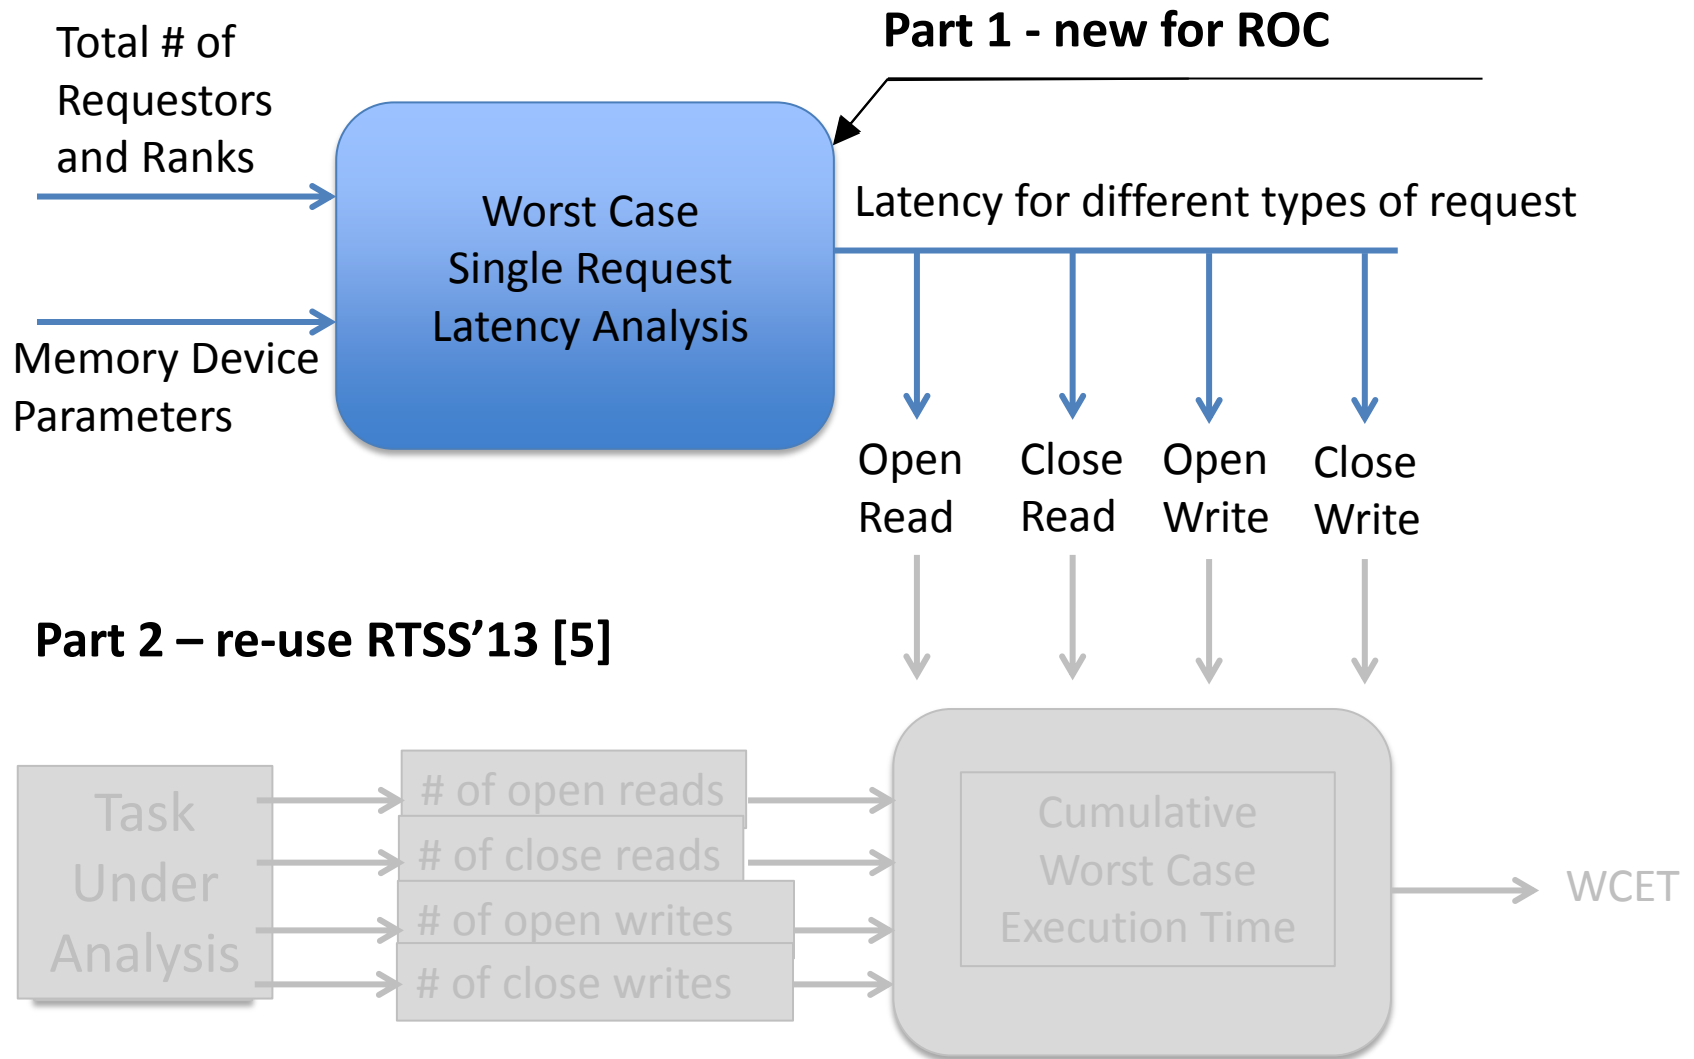 Part 1 - new for ROC
Total # of
Requestors
and Ranks
Memory Device
Parameters
Worst Case
Single Request
Latency Analysis
Latency for different types of request
Open
Read
Close
Read
Open
Write
Close
Write
Part 2 – re-use RTSS’13 [5]
Task
Under
Analysis
# of open reads
# of close reads
# of open writes
# of close writes
Cumulative
Worst Case
Execution Time
WCET